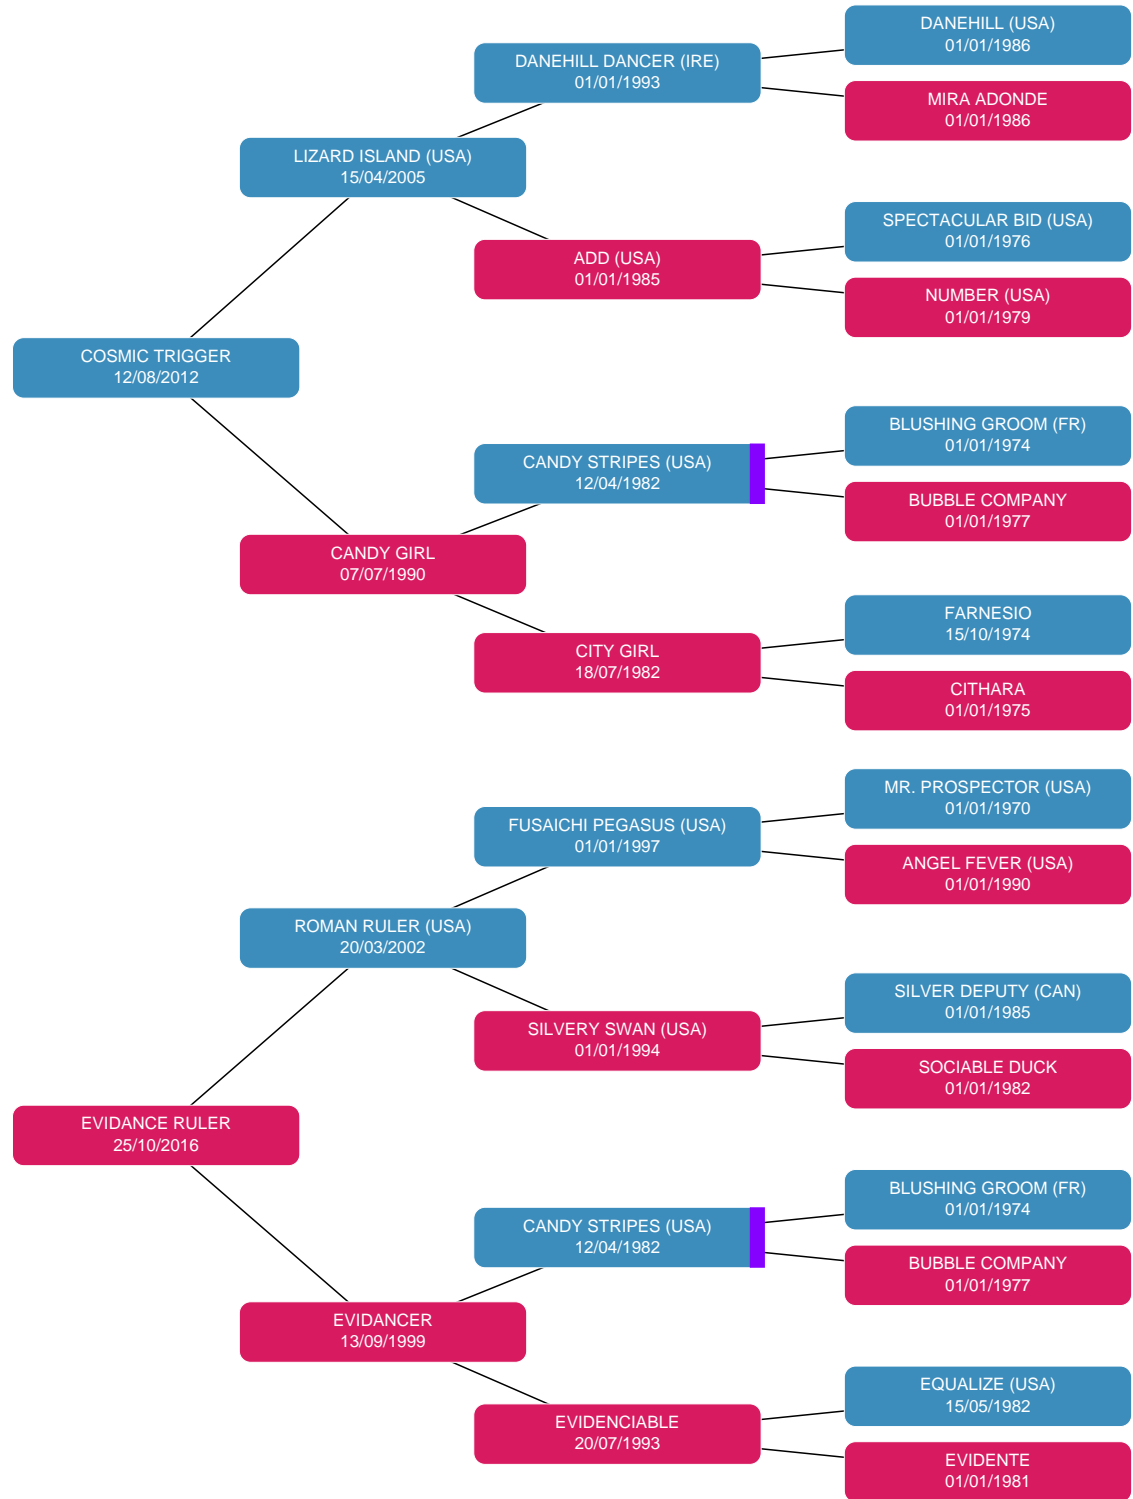 DANEHILL (USA)
01/01/1986
DANEHILL DANCER (IRE)
01/01/1993
MIRA ADONDE
01/01/1986
LIZARD ISLAND (USA)
15/04/2005
SPECTACULAR BID (USA)
01/01/1976
ADD (USA)
01/01/1985
NUMBER (USA)
01/01/1979
COSMIC TRIGGER
12/08/2012
BLUSHING GROOM (FR)
01/01/1974
CANDY STRIPES (USA)
12/04/1982
BUBBLE COMPANY
01/01/1977
CANDY GIRL
07/07/1990
FARNESIO
15/10/1974
CITY GIRL
18/07/1982
CITHARA
01/01/1975
MR. PROSPECTOR (USA)
01/01/1970
FUSAICHI PEGASUS (USA)
01/01/1997
ANGEL FEVER (USA)
01/01/1990
ROMAN RULER (USA)
20/03/2002
SILVER DEPUTY (CAN)
01/01/1985
SILVERY SWAN (USA)
01/01/1994
SOCIABLE DUCK
01/01/1982
EVIDANCE RULER
25/10/2016
BLUSHING GROOM (FR)
01/01/1974
CANDY STRIPES (USA)
12/04/1982
BUBBLE COMPANY
01/01/1977
EVIDANCER
13/09/1999
EQUALIZE (USA)
15/05/1982
EVIDENCIABLE
20/07/1993
EVIDENTE
01/01/1981